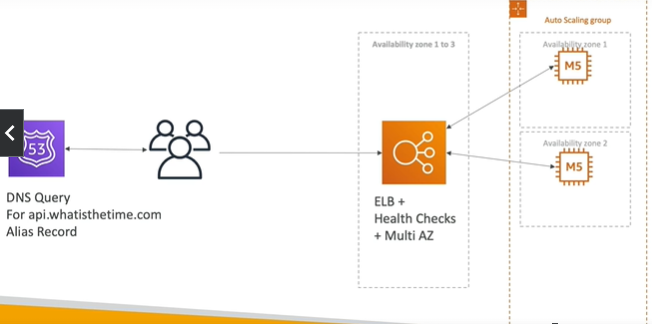 Auto Scaling group
Availability zone 1 to 3
Availability zone 1
M5
53
Availability zone 2
M5
DNS Query
For api.whatisthetime.com
Alias Record
ELB +
Health Checks
+ Multi AZ